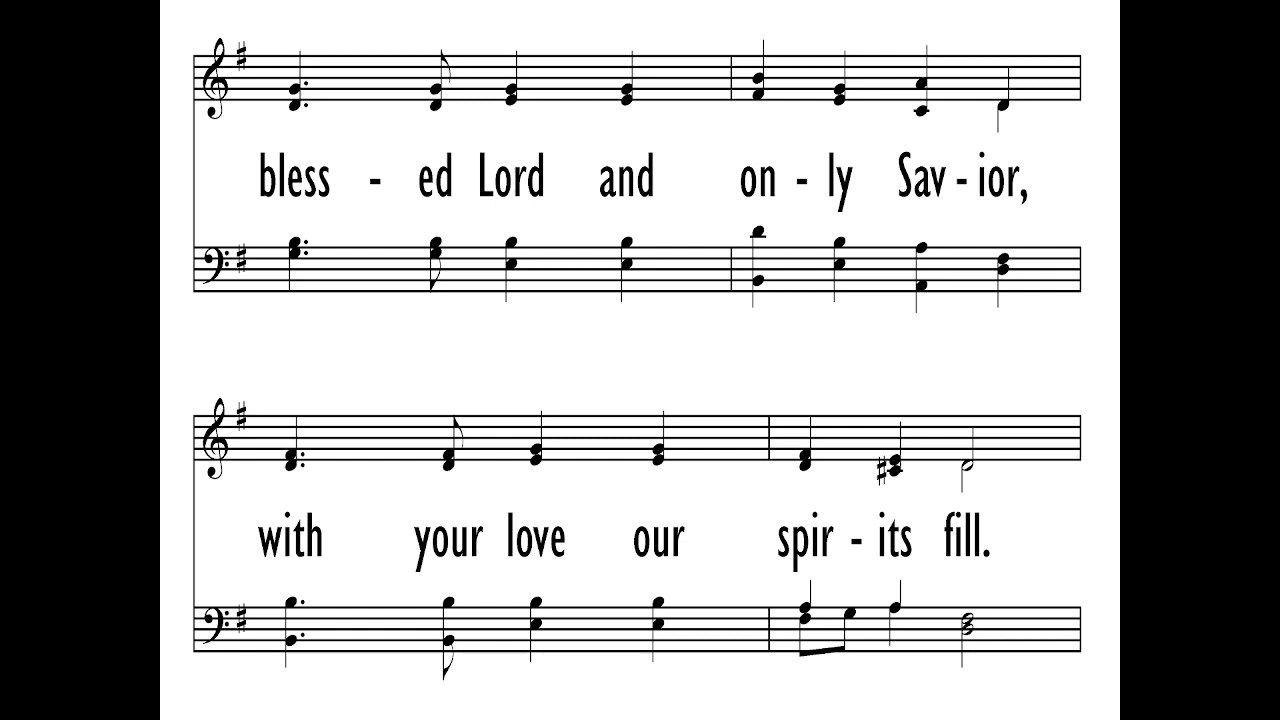 bless - ed Lord and on - ly Sav - ior,
with your love our spir - its fill.